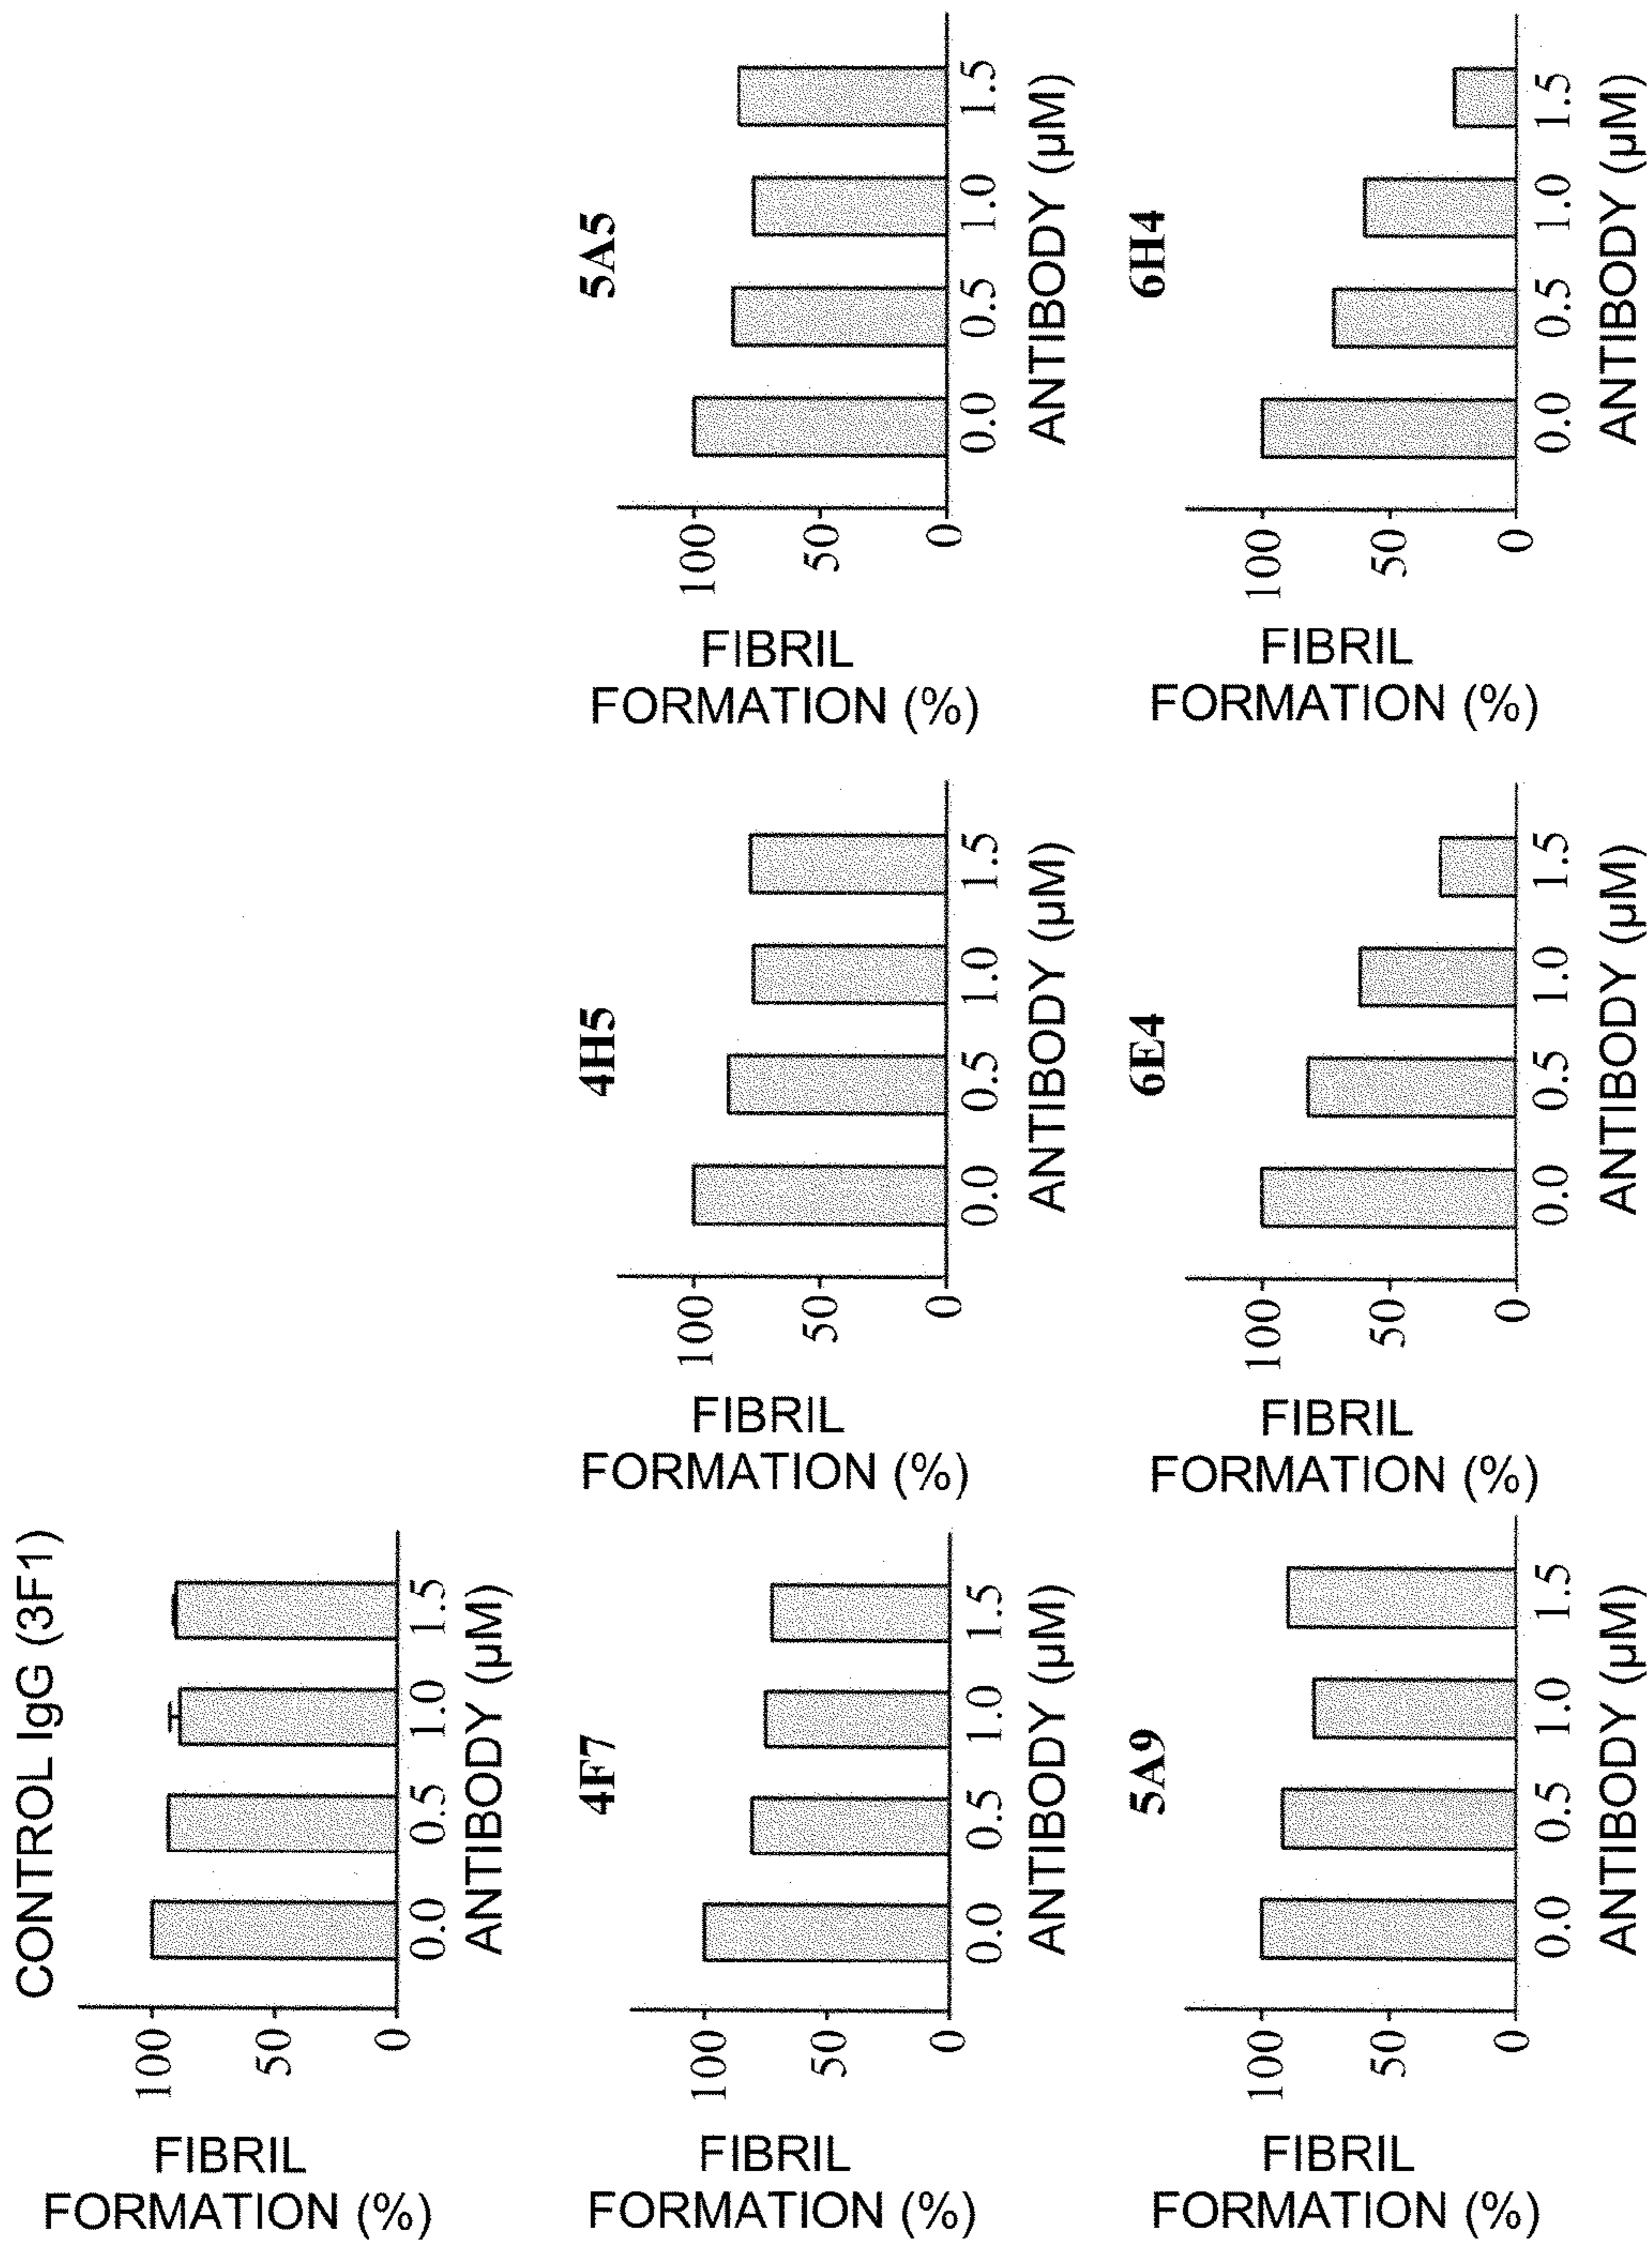 CONTROL IgG (3F1)
FIBRIL
FORMATION (%)
100
50
0
0.0 0.5 1.0 1.5
ANTIBODY (μM)
4F7
FIBRIL
FORMATION (%)
100
50
0
0.0 0.5 1.0 1.5
ANTIBODY (μM)
4H5
FIBRIL
FORMATION (%)
100
50
0
0.0 0.5 1.0 1.5
ANTIBODY (μM)
5A5
FIBRIL
FORMATION (%)
100
50
0
0.0 0.5 1.0 1.5
ANTIBODY (μM)
5A9
FIBRIL
FORMATION (%)
100
50
0
0.0 0.5 1.0 1.5
ANTIBODY (μM)
6E4
FIBRIL
FORMATION (%)
100
50
0
0.0 0.5 1.0 1.5
ANTIBODY (μM)
6H4
FIBRIL
FORMATION (%)
100
50
0
0.0 0.5 1.0 1.5
ANTIBODY (μM)